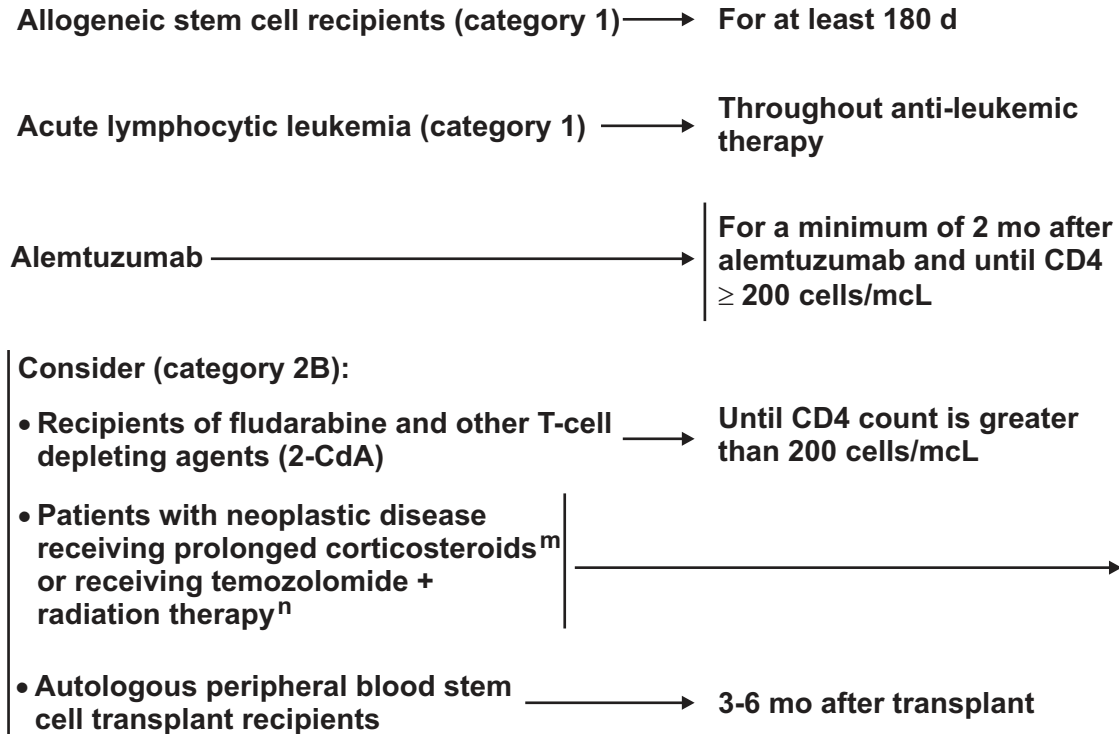 Allogeneic stem cell recipients (category 1)
For at least 180 d
Acute lymphocytic leukemia (category 1)
Throughout anti-leukemic
therapy
Alemtuzumab
For a minimum of 2 mo after
alemtuzumab and until CD4
≥ 200 cells/mcL
Consider (category 2B):
• Recipients of fludarabine and other T-cell
depleting agents (2-CdA)
Until CD4 count is greater
than 200 cells/mcL
• Patients with neoplastic disease
receiving prolonged corticosteroids m
or receiving temozolomide +
radiation therapy n
• Autologous peripheral blood stem
cell transplant recipients
3-6 mo after transplant